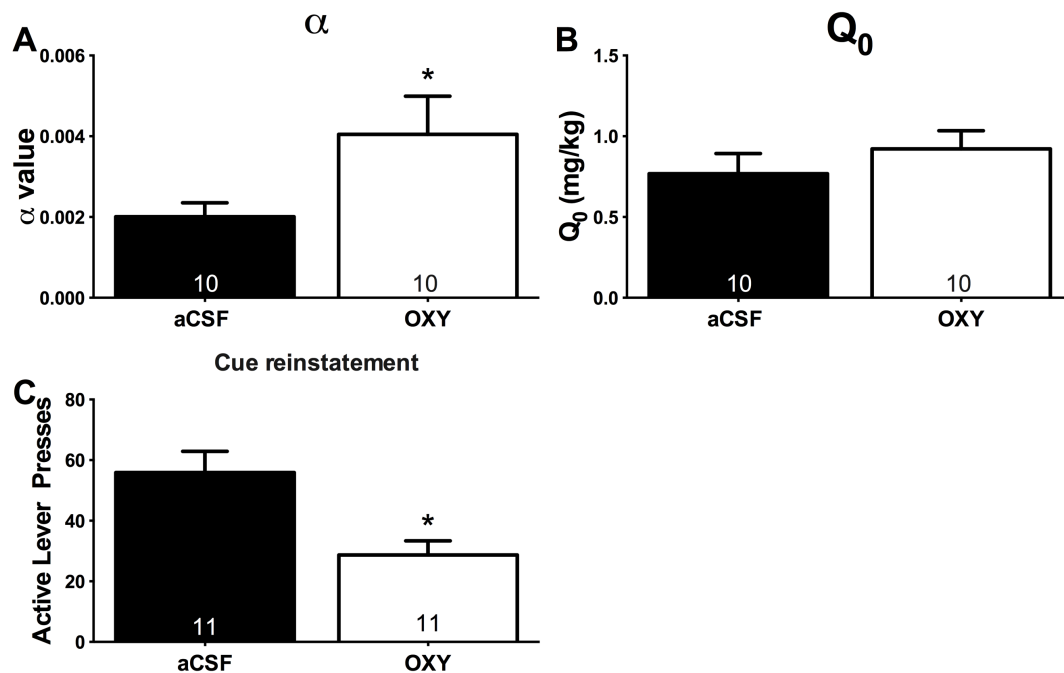 A
α
0.006
*
0.004
α value
0.002
10
10
0.000
aCSF
OXY
B
Q₀
1.5
1.0
Q₀ (mg/kg)
0.5
10
10
0.0
aCSF
OXY
Cue reinstatement
C
80
60
Active Lever Presses
*
40
20
11
11
0
aCSF
OXY